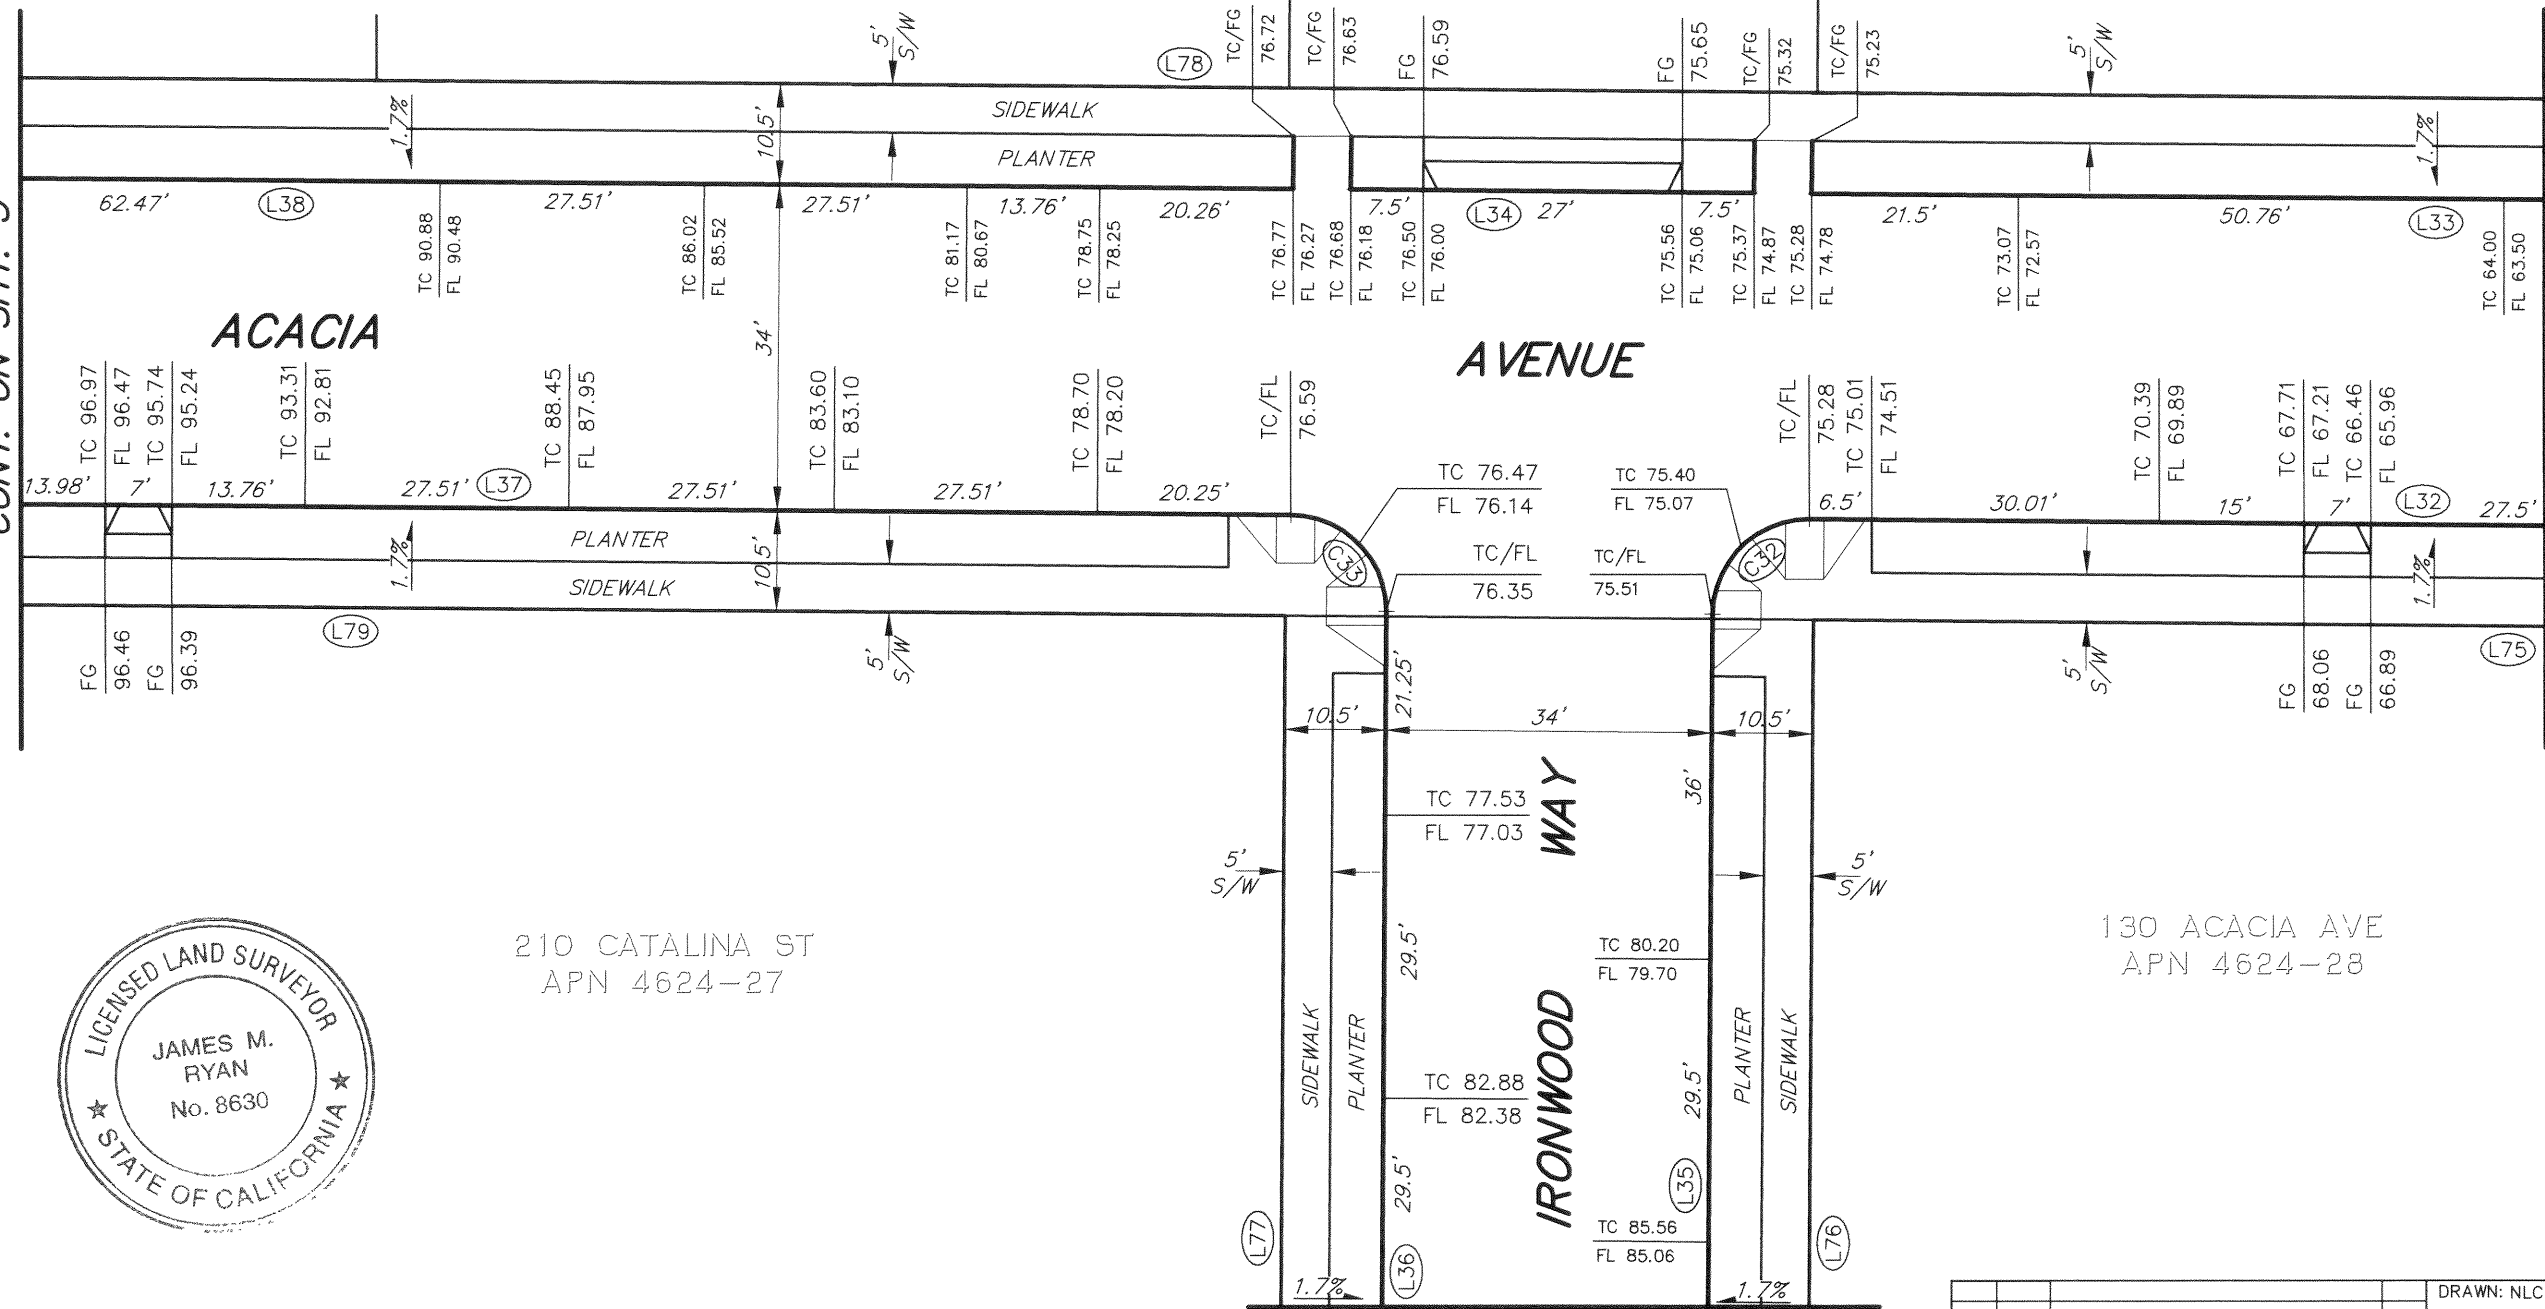 TC/FG 76.72
TC/FG 76.63
FG 76.59
FG 75.65
TC/FG 75.32
TC/FG 75.23
5' S/W
L78
5' S/W
1.7%
10.5'
SIDEWALK
PLANTER
1.7%
62.47'
L38
27.51'
27.51'
13.76'
20.26'
7.5'
L34
27'
7.5'
21.5'
50.76'
L33
TC 90.88
FL 90.48
TC 86.02
FL 85.52
TC 81.17
FL 80.67
TC 78.75
FL 78.25
TC 76.77
FL 76.27
TC 76.68
FL 76.18
TC 76.50
FL 76.00
TC 75.56
FL 75.06
TC 75.37
FL 74.87
TC 75.28
FL 74.78
TC 73.07
FL 72.57
TC 64.00
FL 63.50
ACACIA
34'
AVENUE
TC 96.97
FL 96.47
TC 95.74
FL 95.24
TC 93.31
FL 92.81
TC 88.45
FL 87.95
TC 83.60
FL 83.10
TC 78.70
FL 78.20
TC/FL
76.59
TC/FL
75.28
TC 75.01
FL 74.51
TC 70.39
FL 69.89
TC 67.71
FL 67.21
TC 66.46
FL 65.96
13.98'
7'
13.76'
27.51'
L37
27.51'
27.51'
20.25'
TC 76.47
FL 76.14
TC 75.40
FL 75.07
6.5'
30.01'
15'
7'
L32
27.5'
1.7%
PLANTER
SIDEWALK
10.5'
C33
TC/FL
76.35
TC/FL
75.51
C32
1.7%
L79
FG
96.46
FG
96.39
5' S/W
5' S/W
FG
68.06
FG
66.89
L75
10.5'
21.25'
34'
10.5'
36'
TC 77.53
FL 77.03
IRONWOOD WAY
5'
S/W
5'
S/W
210 CATALINA ST
APN 4624-27
130 ACACIA AVE
APN 4624-28
29.5'
TC 80.20
FL 79.70
SIDEWALK
PLANTER
PLANTER
SIDEWALK
TC 82.88
FL 82.38
29.5'
29.5'
L35
TC 85.56
FL 85.06
L77
L36
L76
1.7%
1.7%
LICENSED LAND SURVEYOR
JAMES M.
RYAN
No. 8630
STATE OF CALIFORNIA
DRAWN: NLC